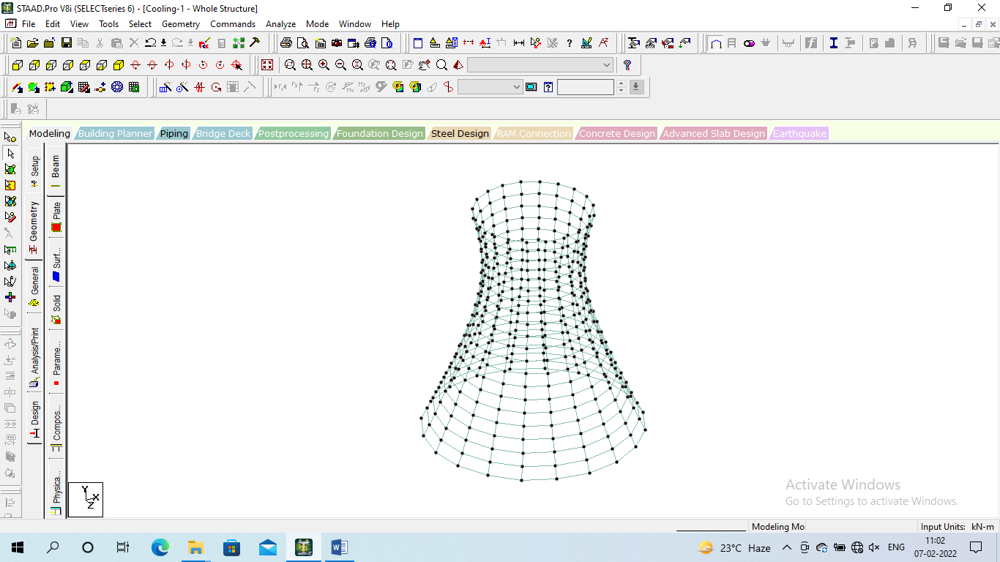 STAAD.Pro V8i (SELECTseries 6) - [Cooling-1 - Whole Structure]
File Edit View Tools Select Geometry Commands Analyze Mode Window Help
Modeling Building Planner Piping Bridge Deck Postprocessing Foundation Design Steel Design RAM Connection Concrete Design Advanced Slab Design Earthquake
Setup
Geometry
General
Analysis/Print
Design
Beam
Plate
Surf...
Solid
Parame...
Compos...
Physica...
Y
X
Z
Activate Windows
Go to Settings to activate Windows.
Modeling Mo
Input Units: kN-m
23°C Haze
ENG
11:02
07-02-2022